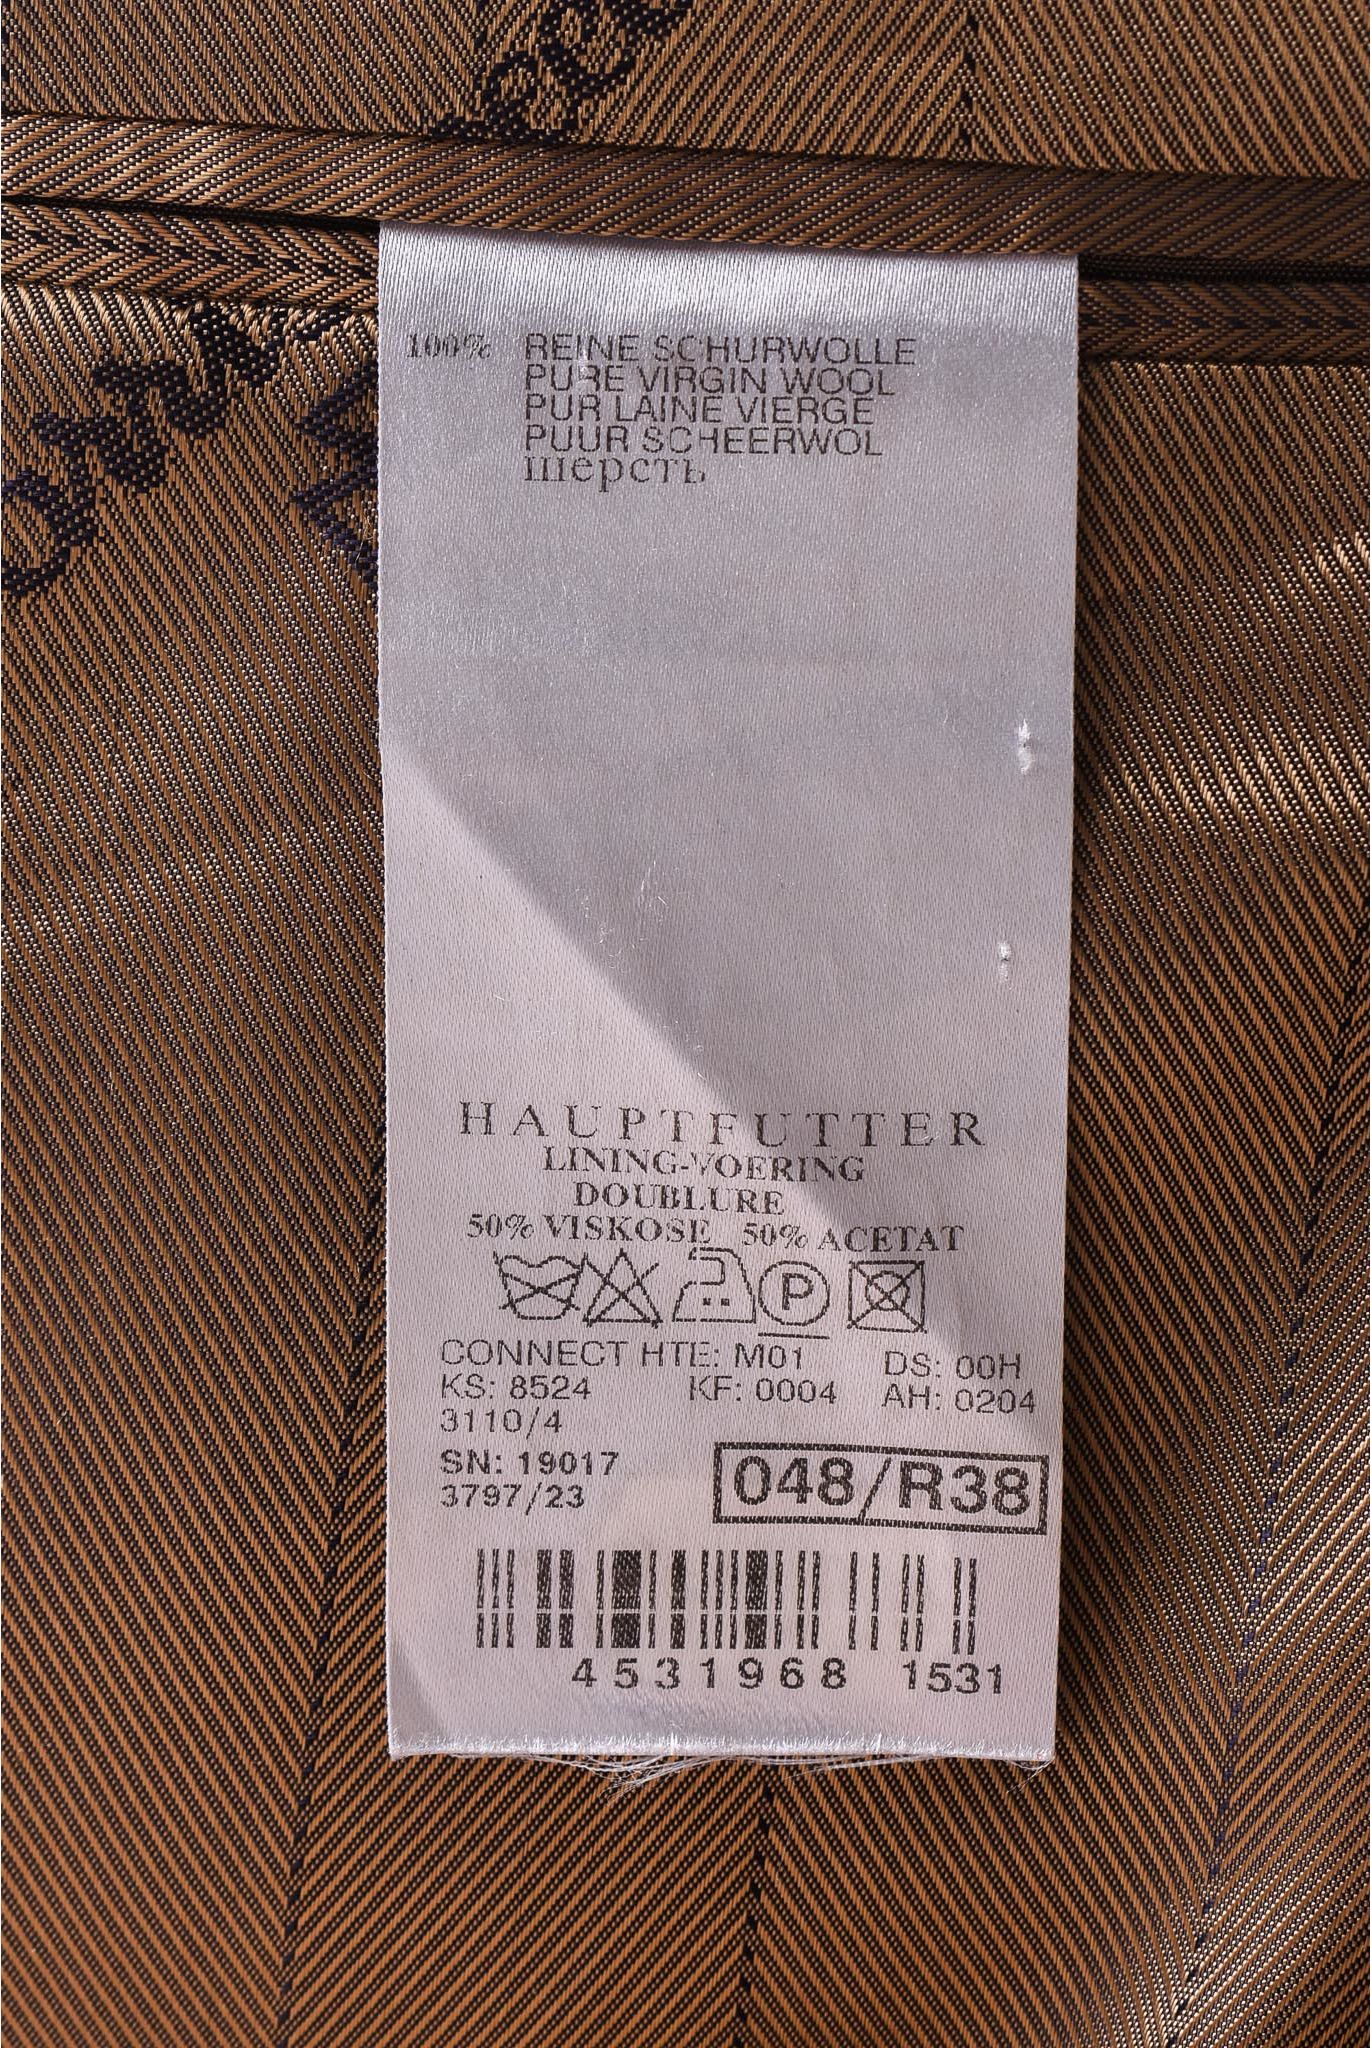 100% REINE SCHURWOLLE
PURE VIRGIN WOOL
PUR LAINE VIERGE
PUUR SCHEERWOL
шерсть
HAUPTFUTTER
LINING-VOERING
DOUBLURE
50% VISKOSE 50% ACETAT
P
CONNECT HTE: M01 DS: 00H
KS: 8524 KF: 0004 AH: 0204
3110/4
SN: 19017
3797/23
048/R38
4531968 1531